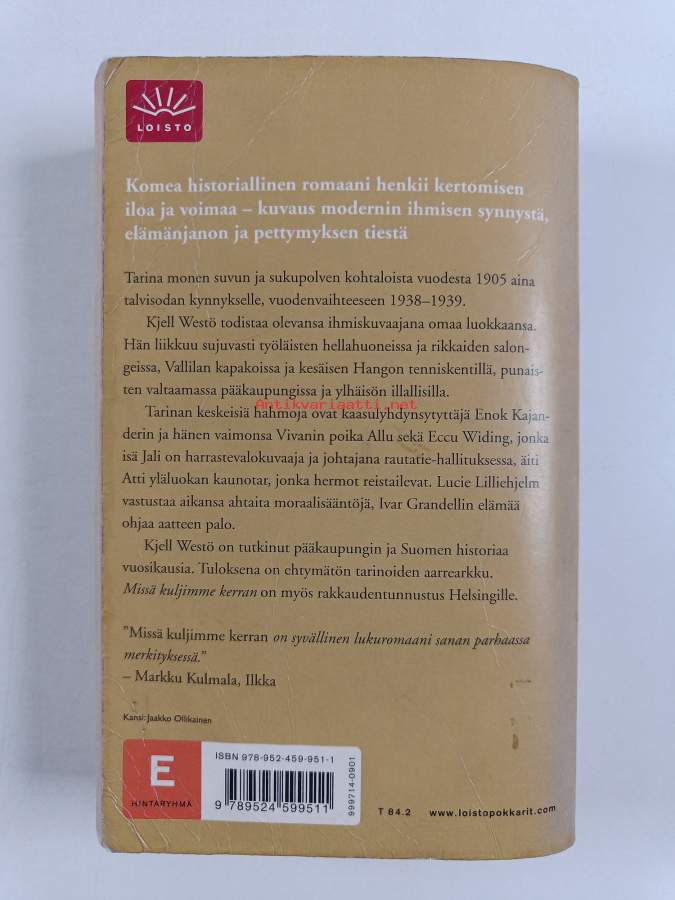 LOISTO
Komea historiallinen romaani henkii kertomisen
iloa ja voimaa – kuvaus modernin ihmisen synnystä,
elämänjanon ja pettymyksen tiestä
Tarina monen suvun ja sukupolven kohtaloista vuodesta 1905 aina
talvisodan kynnykselle, vuodenvaihteeseen 1938–1939.
Kjell Westö todistaa olevansa ihmiskuvaajana omaa luokkaansa.
Hän liikkuu sujuvasti työläisten hellahuoneissa ja rikkaiden salon-
geissa, Vallilan kapakoissa ja kesäisen Hangon tenniskentillä, punais-
ten valtaamassa pääkaupungissa ja ylhäisön illallisilla.
Antikvariaatti.net
Tarinan keskeisiä hahmoja ovat kaasulyhdynsytyttäjä Enok Kajan-
derin ja hänen vaimonsa Vivanin poika Allu sekä Eccu Widing, jonka
isä Jali on harrastevalokuvaaja ja johtajana rautatie-hallituksessa, äiti
Atti yläluokan kaunotar, jonka hermot reistailevat. Lucie Lilliehjelm
vastustaa aikansa ahtaita moraalisääntöjä, Ivar Grandellin elämää
ohjaa aatteen palo.
Kjell Westö on tutkinut pääkaupungin ja Suomen historiaa
vuosikausia. Tuloksena on ehtymätön tarinoiden aarrearkku.
Missä kuljimme kerran on myös rakkaudentunnustus Helsingille.
”Missä kuljimme kerran on syvällinen lukuromaani sanan parhaassa
merkityksessä.”
– Markku Kulmala, Ilkka
Kansi: Jaakko Ollikainen
E
HINTARYHMÄ
ISBN 978-952-459-951-1
9 789524 599511
999714-0901
T 84.2
www.loistopokkarit.com